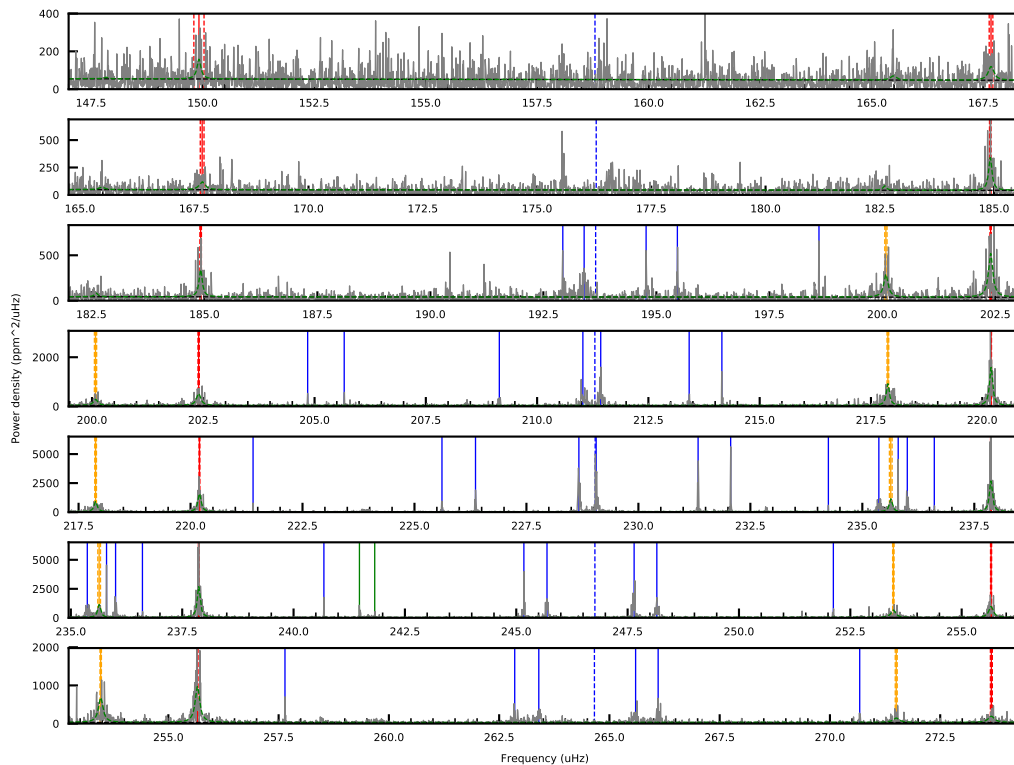 400
200
0
147.5 150.0 152.5 155.0 157.5 160.0 162.5 165.0 167.5
500
250
0
165.0 167.5 170.0 172.5 175.0 177.5 180.0 182.5 185.0
500
0
182.5 185.0 187.5 190.0 192.5 195.0 197.5 200.0 202.5
Power density (ppm^2/uHz)
2000
0
200.0 202.5 205.0 207.5 210.0 212.5 215.0 217.5 220.0
5000
2500
0
217.5 220.0 222.5 225.0 227.5 230.0 232.5 235.0 237.5
5000
2500
0
235.0 237.5 240.0 242.5 245.0 247.5 250.0 252.5 255.0
2000
1000
0
255.0 257.5 260.0 262.5 265.0 267.5 270.0 272.5
Frequency (uHz)